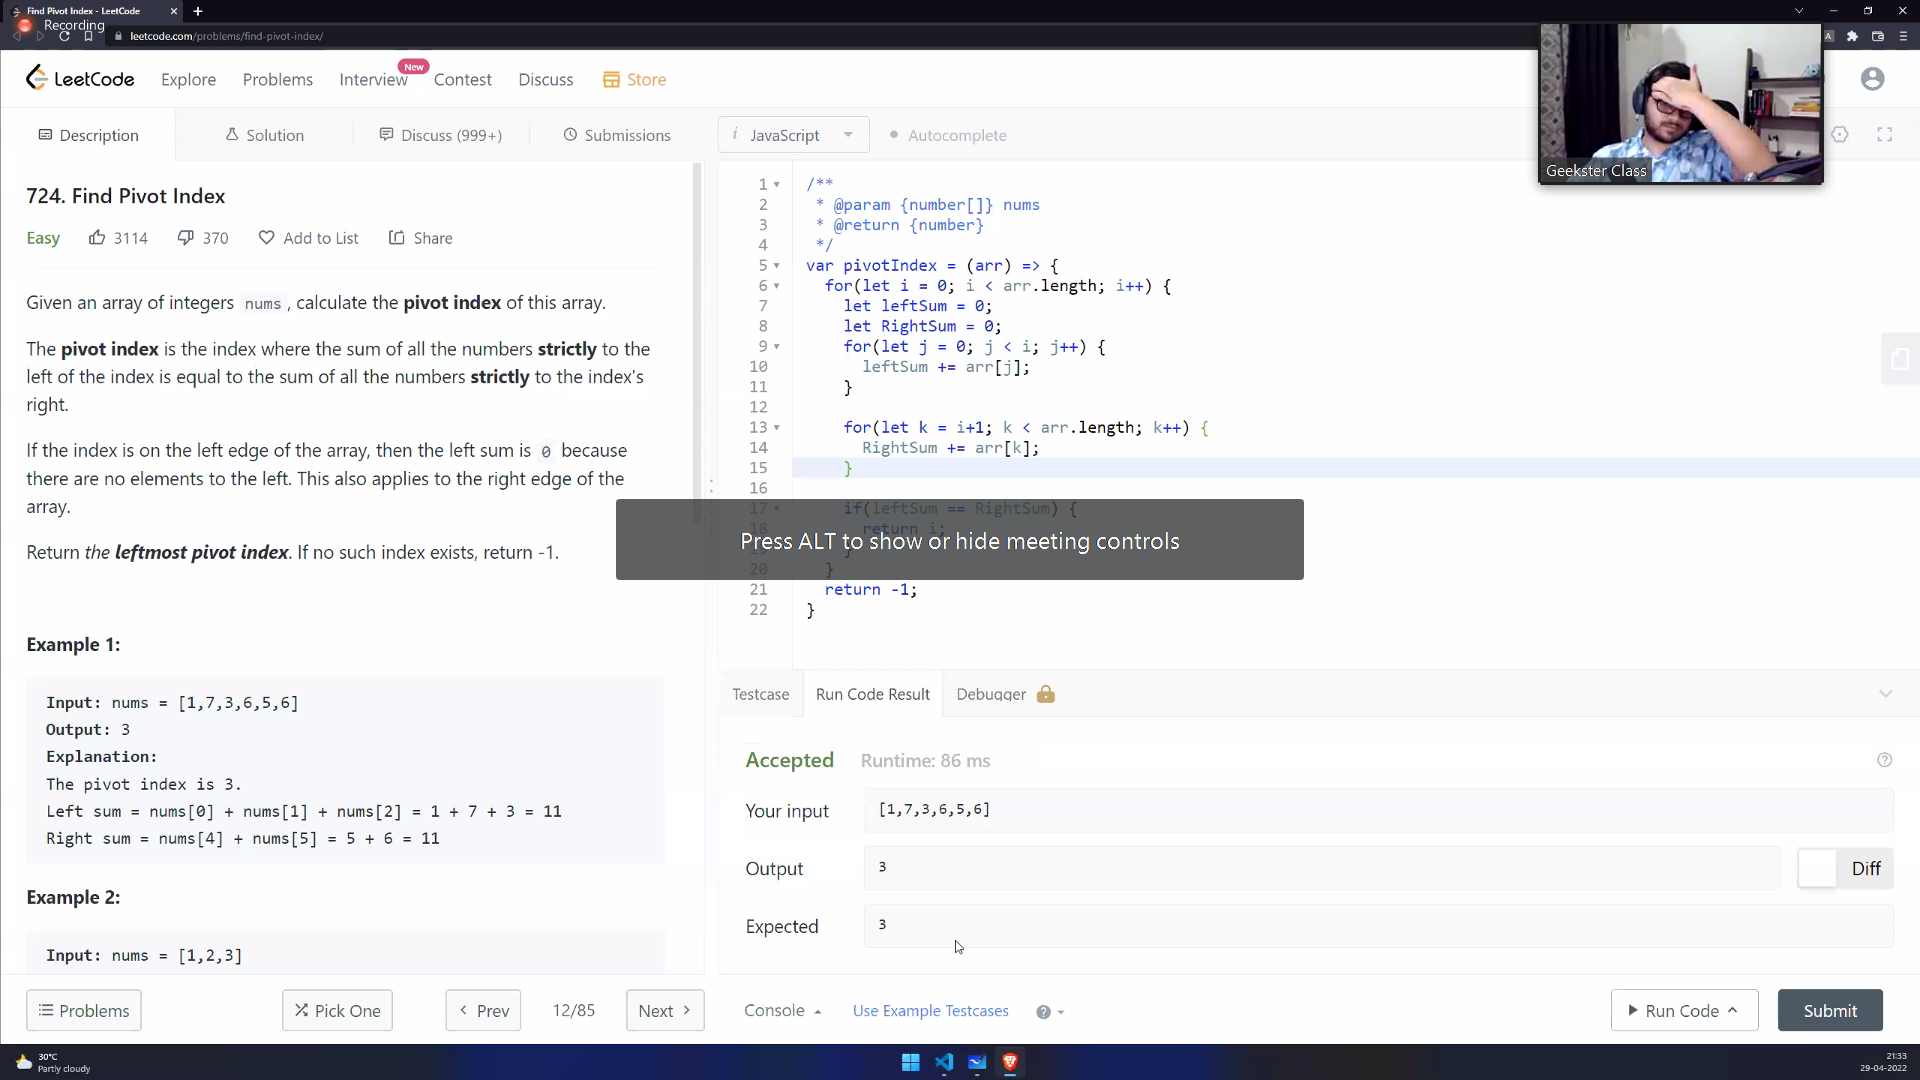 Find Pivot Index - LeetCode
Recording
leetcode.com/problems/find-pivot-index/
LeetCode
Explore
Problems
Interview
New
Contest
Discuss
Store
Description
Solution
Discuss (999+)
Submissions
i JavaScript
Autocomplete
Geekster Class
724. Find Pivot Index
Easy
3114
370
Add to List
Share
Given an array of integers nums, calculate the pivot index of this array.
The pivot index is the index where the sum of all the numbers strictly to the
left of the index is equal to the sum of all the numbers strictly to the index's
right.
If the index is on the left edge of the array, then the left sum is 0 because
there are no elements to the left. This also applies to the right edge of the
array.
Return the leftmost pivot index. If no such index exists, return -1.
Example 1:
Input: nums = [1,7,3,6,5,6]
Output: 3
Explanation:
The pivot index is 3.
Left sum = nums[0] + nums[1] + nums[2] = 1 + 7 + 3 = 11
Right sum = nums[4] + nums[5] = 5 + 6 = 11
Example 2:
Input: nums = [1,2,3]
1 /**
2 * @param {number[]} nums
3 * @return {number}
4 */
5 var pivotIndex = (arr) => {
6 for(let i = 0; i < arr.length; i++) {
7 let leftSum = 0;
8 let RightSum = 0;
9 for(let j = 0; j < i; j++) {
10 leftSum += arr[j];
11 }
12
13 for(let k = i+1; k < arr.length; k++) {
14 RightSum += arr[k];
15 }
16
17 if(leftSum == RightSum) {
18 return i;
19 }
20 }
21 return -1;
22 }
Press ALT to show or hide meeting controls
Testcase
Run Code Result
Debugger
Accepted
Runtime: 86 ms
Your input
[1,7,3,6,5,6]
Output
3
Diff
Expected
3
Problems
Pick One
Prev
12/85
Next
Console
Use Example Testcases
Run Code
Submit
30°C
Partly cloudy
21:33
29-04-2022